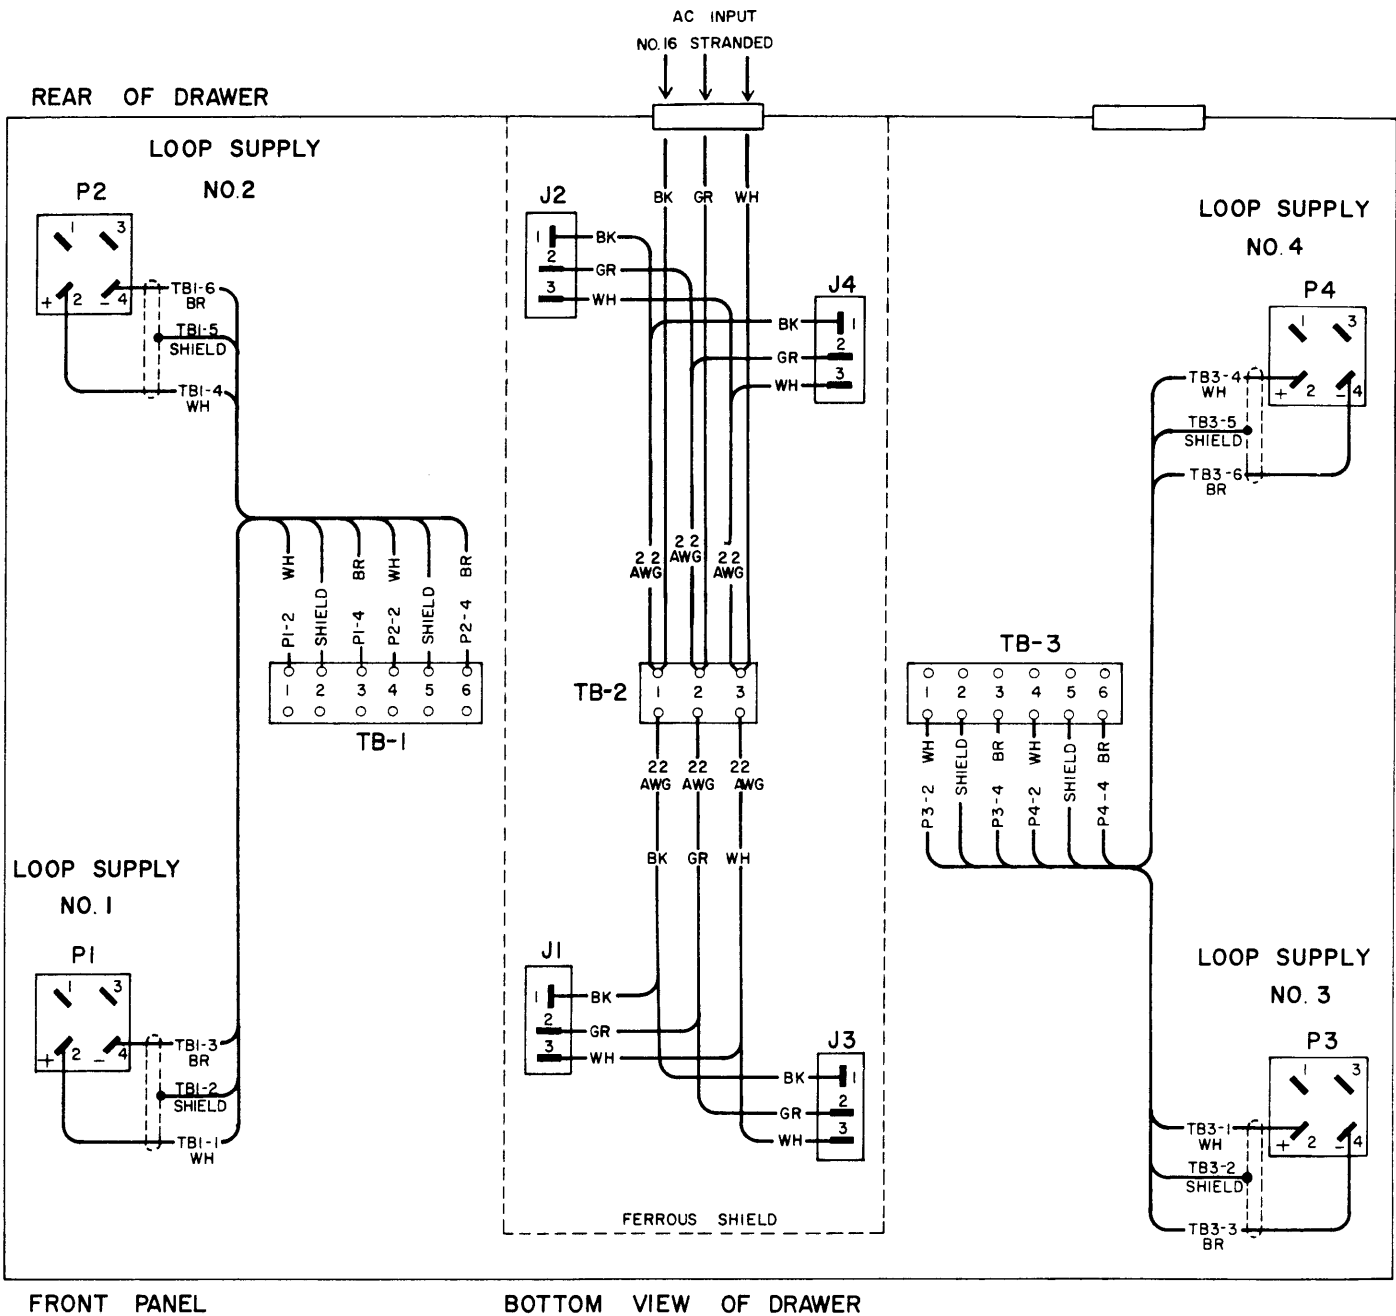 AC INPUT
NO.16 STRANDED
REAR OF DRAWER
LOOP SUPPLY
NO.2
P2
1 3
+ 2 - 4
TB1-6
BR
TB1-5
SHIELD
TB1-4
WH
BK GR WH
J2
1 BK
2 GR
3 WH
J4
BK 1
GR 2
WH 3
LOOP SUPPLY
NO. 4
P4
1 3
+ 2 - 4
TB3-4
WH
TB3-5
SHIELD
TB3-6
BR
22
AWG
22
AWG
22
AWG
P1-2 WH
SHIELD
P1-4 BR
P2-2 WH
SHIELD
P2-4 BR
1 2 3 4 5 6
TB-1
TB-2
1 2 3
TB-3
1 2 3 4 5 6
P3-2 WH
SHIELD
P3-4 BR
P4-2 WH
SHIELD
P4-4 BR
22
AWG
22
AWG
22
AWG
BK GR WH
LOOP SUPPLY
NO. 1
P1
1 3
+ 2 - 4
TB1-3
BR
TB1-2
SHIELD
TB1-1
WH
J1
1 BK
2 GR
3 WH
J3
BK 1
GR 2
WH 3
LOOP SUPPLY
NO. 3
P3
1 3
+ 2 - 4
TB3-1
WH
TB3-2
SHIELD
TB3-3
BR
FERROUS SHIELD
FRONT PANEL
BOTTOM VIEW OF DRAWER